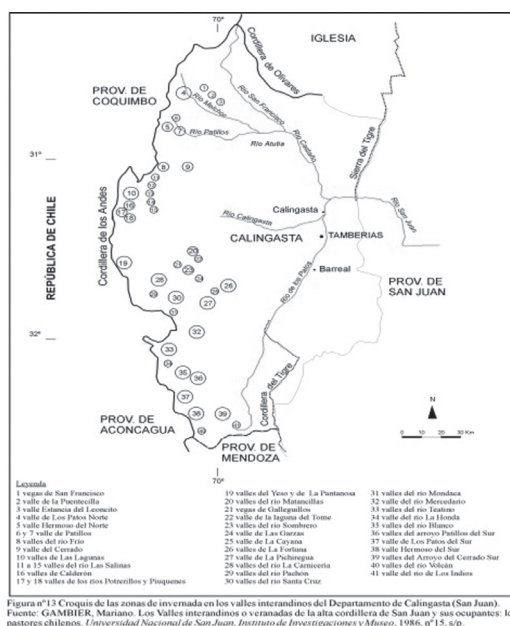 70°
IGLESIA
Cordillera de Olivares
PROV. DE
COQUIMBO
Río San Francisco
Río Melchor
Río Patillos
Río Atutia
Río Castaño
31°
Sierra del Tigre
REPÚBLICA DE CHILE
Cordillera de los Andes
Río Calingasta
Calingasta
Río San Juan
CALINGASTA
TAMBERIAS
Barreal
Río de los Patos
PROV. DE
SAN JUAN
32°
Cordillera del Tigre
PROV. DE
ACONCAGUA
PROV. DE
MENDOZA
N
0 10 20 30 Km
70°
Leyenda
1 vegas de San Francisco
2 valle de la Puentecilla
3 valle Estancia del Leoncito
4 valle de Los Patos Norte
5 valle Hermoso del Norte
6 y 7 valle de Patillos
8 valles del río Frío
9 valle del Cerrado
10 valles de Las Lagunas
11 a 15 valles del río Las Salinas
16 valles de Calderón
17 y 18 valles de los ríos Potrerillos y Piuquenes
19 valles del Yeso y de La Pantanosa
20 valles del río Matancillas
21 vegas de Galleguillos
22 valle de la laguna del Tome
23 valles del río Sombrero
24 valle de Las Garzas
25 valle de La Cayana
26 valles de La Fortuna
27 valle de La Pichiregua
28 valles del río La Carnicería
29 valles del río Pachón
30 valles del río Santa Cruz
31 valles del río Mondaca
32 valle del río Mercedario
33 valles del río Teatino
34 valle del río La Honda
35 valles del río Blanco
36 valles del arroyo Patillos del Sur
37 valle de Los Patos del Sur
38 valle Hermoso del Sur
39 valles del Arroyo del Cerrado Sur
40 valles del río Volcán
41 valle del río de Los Indios
Figura nº13 Croquis de las zonas de invernada en los valles interandinos del Departamento de Calingasta (San Juan).
Fuente: GAMBIER, Mariano. Los Valles interandinos o veranadas de la alta cordillera de San Juan y sus ocupantes: los
pastores chilenos. Universidad Nacional de San Juan. Instituto de Investigaciones y Museo, 1986, nº15, s/p.